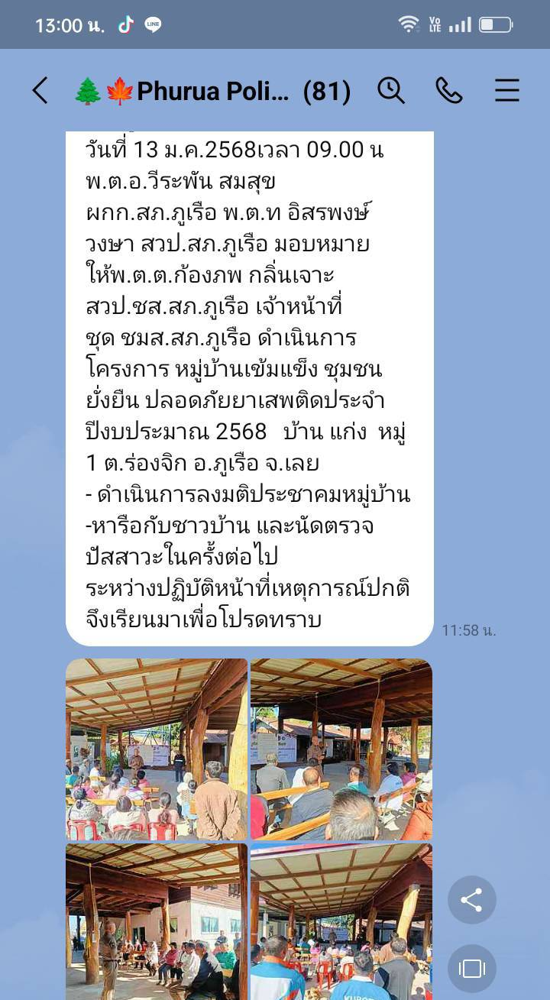 13:00 น.
LINE
Vo LTE
Phurua Poli... (81)
วันที่ 13 ม.ค.2568เวลา 09.00 น
พ.ต.อ.วีระพัน สมสุข
ผกก.สภ.ภูเรือ พ.ต.ท อิสรพงษ์
วงษา สวป.สภ.ภูเรือ มอบหมาย
ให้พ.ต.ต.ก้องภพ กลิ่นเจาะ
สวป.ชส.สภ.ภูเรือ เจ้าหน้าที่
ชุด ชมส.สภ.ภูเรือ ดำเนินการ
โครงการ หมู่บ้านเข้มแข็ง ชุมชน
ยั่งยืน ปลอดภัยยาเสพติดประจำ
ปีงบประมาณ 2568 บ้าน แก่ง หมู่
1 ต.ร่องจิก อ.ภูเรือ จ.เลย
- ดำเนินการลงมติประชาคมหมู่บ้าน
-หารือกับชาวบ้าน และนัดตรวจ
ปัสสาวะในครั้งต่อไป
ระหว่างปฏิบัติหน้าที่เหตุการณ์ปกติ
จึงเรียนมาเพื่อโปรดทราบ
11:58 น.